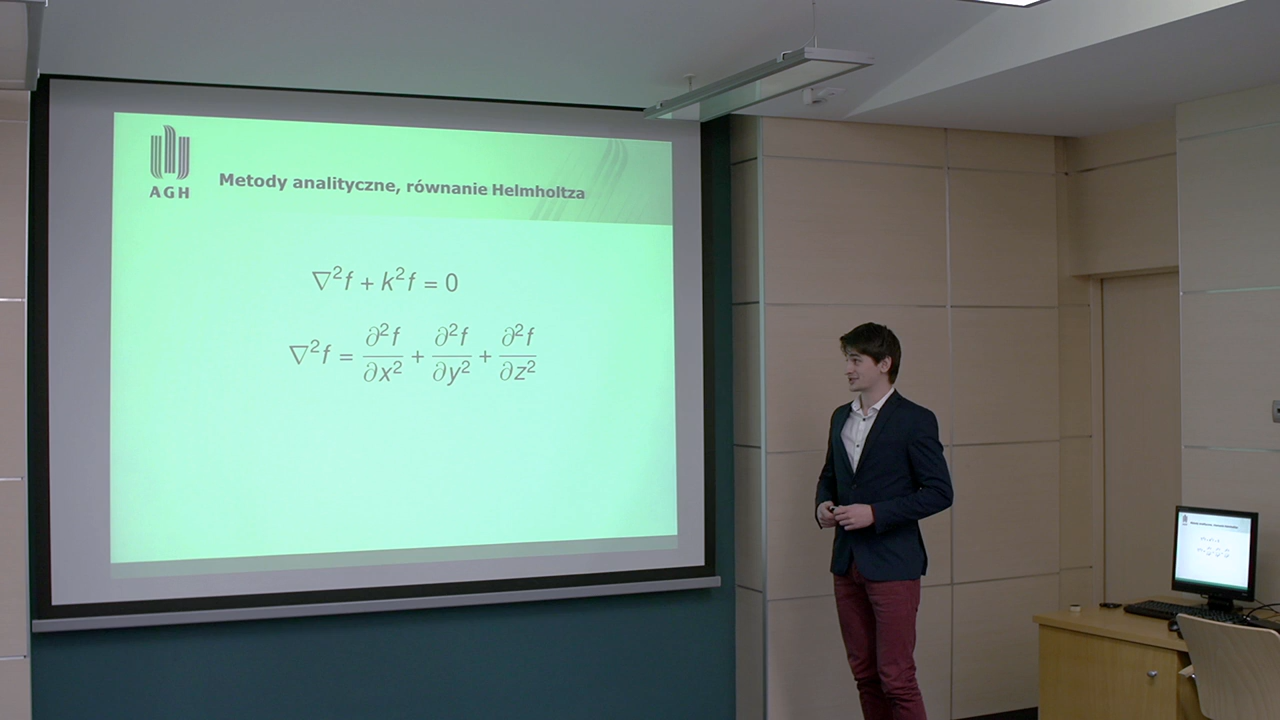 AGH
Metody analityczne, równanie Helmholtza
∇²f + k²f = 0
∇²f = ∂²f/∂x² + ∂²f/∂y² + ∂²f/∂z²